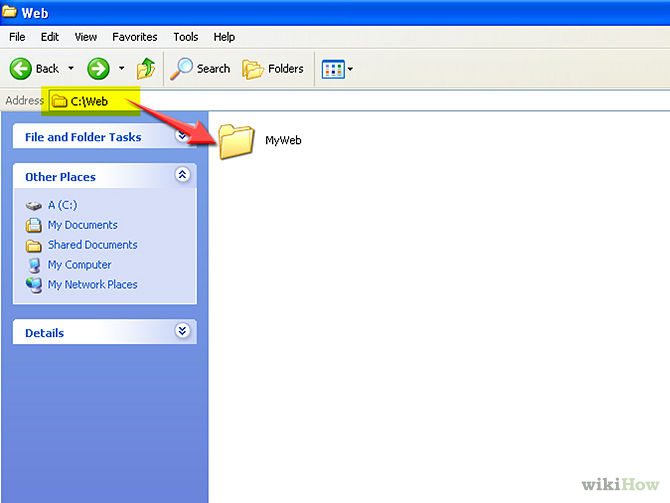 Web
File Edit View Favorites Tools Help
Back Search Folders
Address C:\Web
File and Folder Tasks
MyWeb
Other Places
A (C:)
My Documents
Shared Documents
My Computer
My Network Places
Details
wikiHow